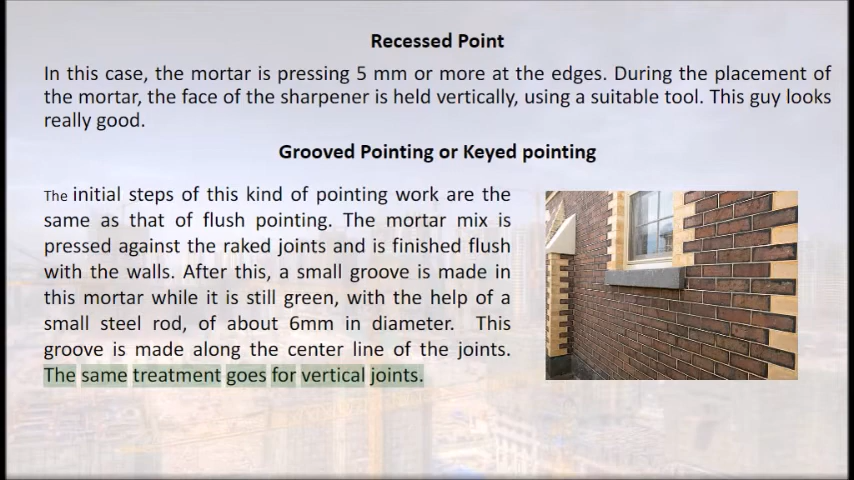 Recessed Point
In this case, the mortar is pressing 5 mm or more at the edges. During the placement of
the mortar, the face of the sharpener is held vertically, using a suitable tool. This guy looks
really good.
Grooved Pointing or Keyed pointing
The initial steps of this kind of pointing work are the
same as that of flush pointing. The mortar mix is
pressed against the raked joints and is finished flush
with the walls. After this, a small groove is made in
this mortar while it is still green, with the help of a
small steel rod, of about 6mm in diameter. This
groove is made along the center line of the joints.
The same treatment goes for vertical joints.